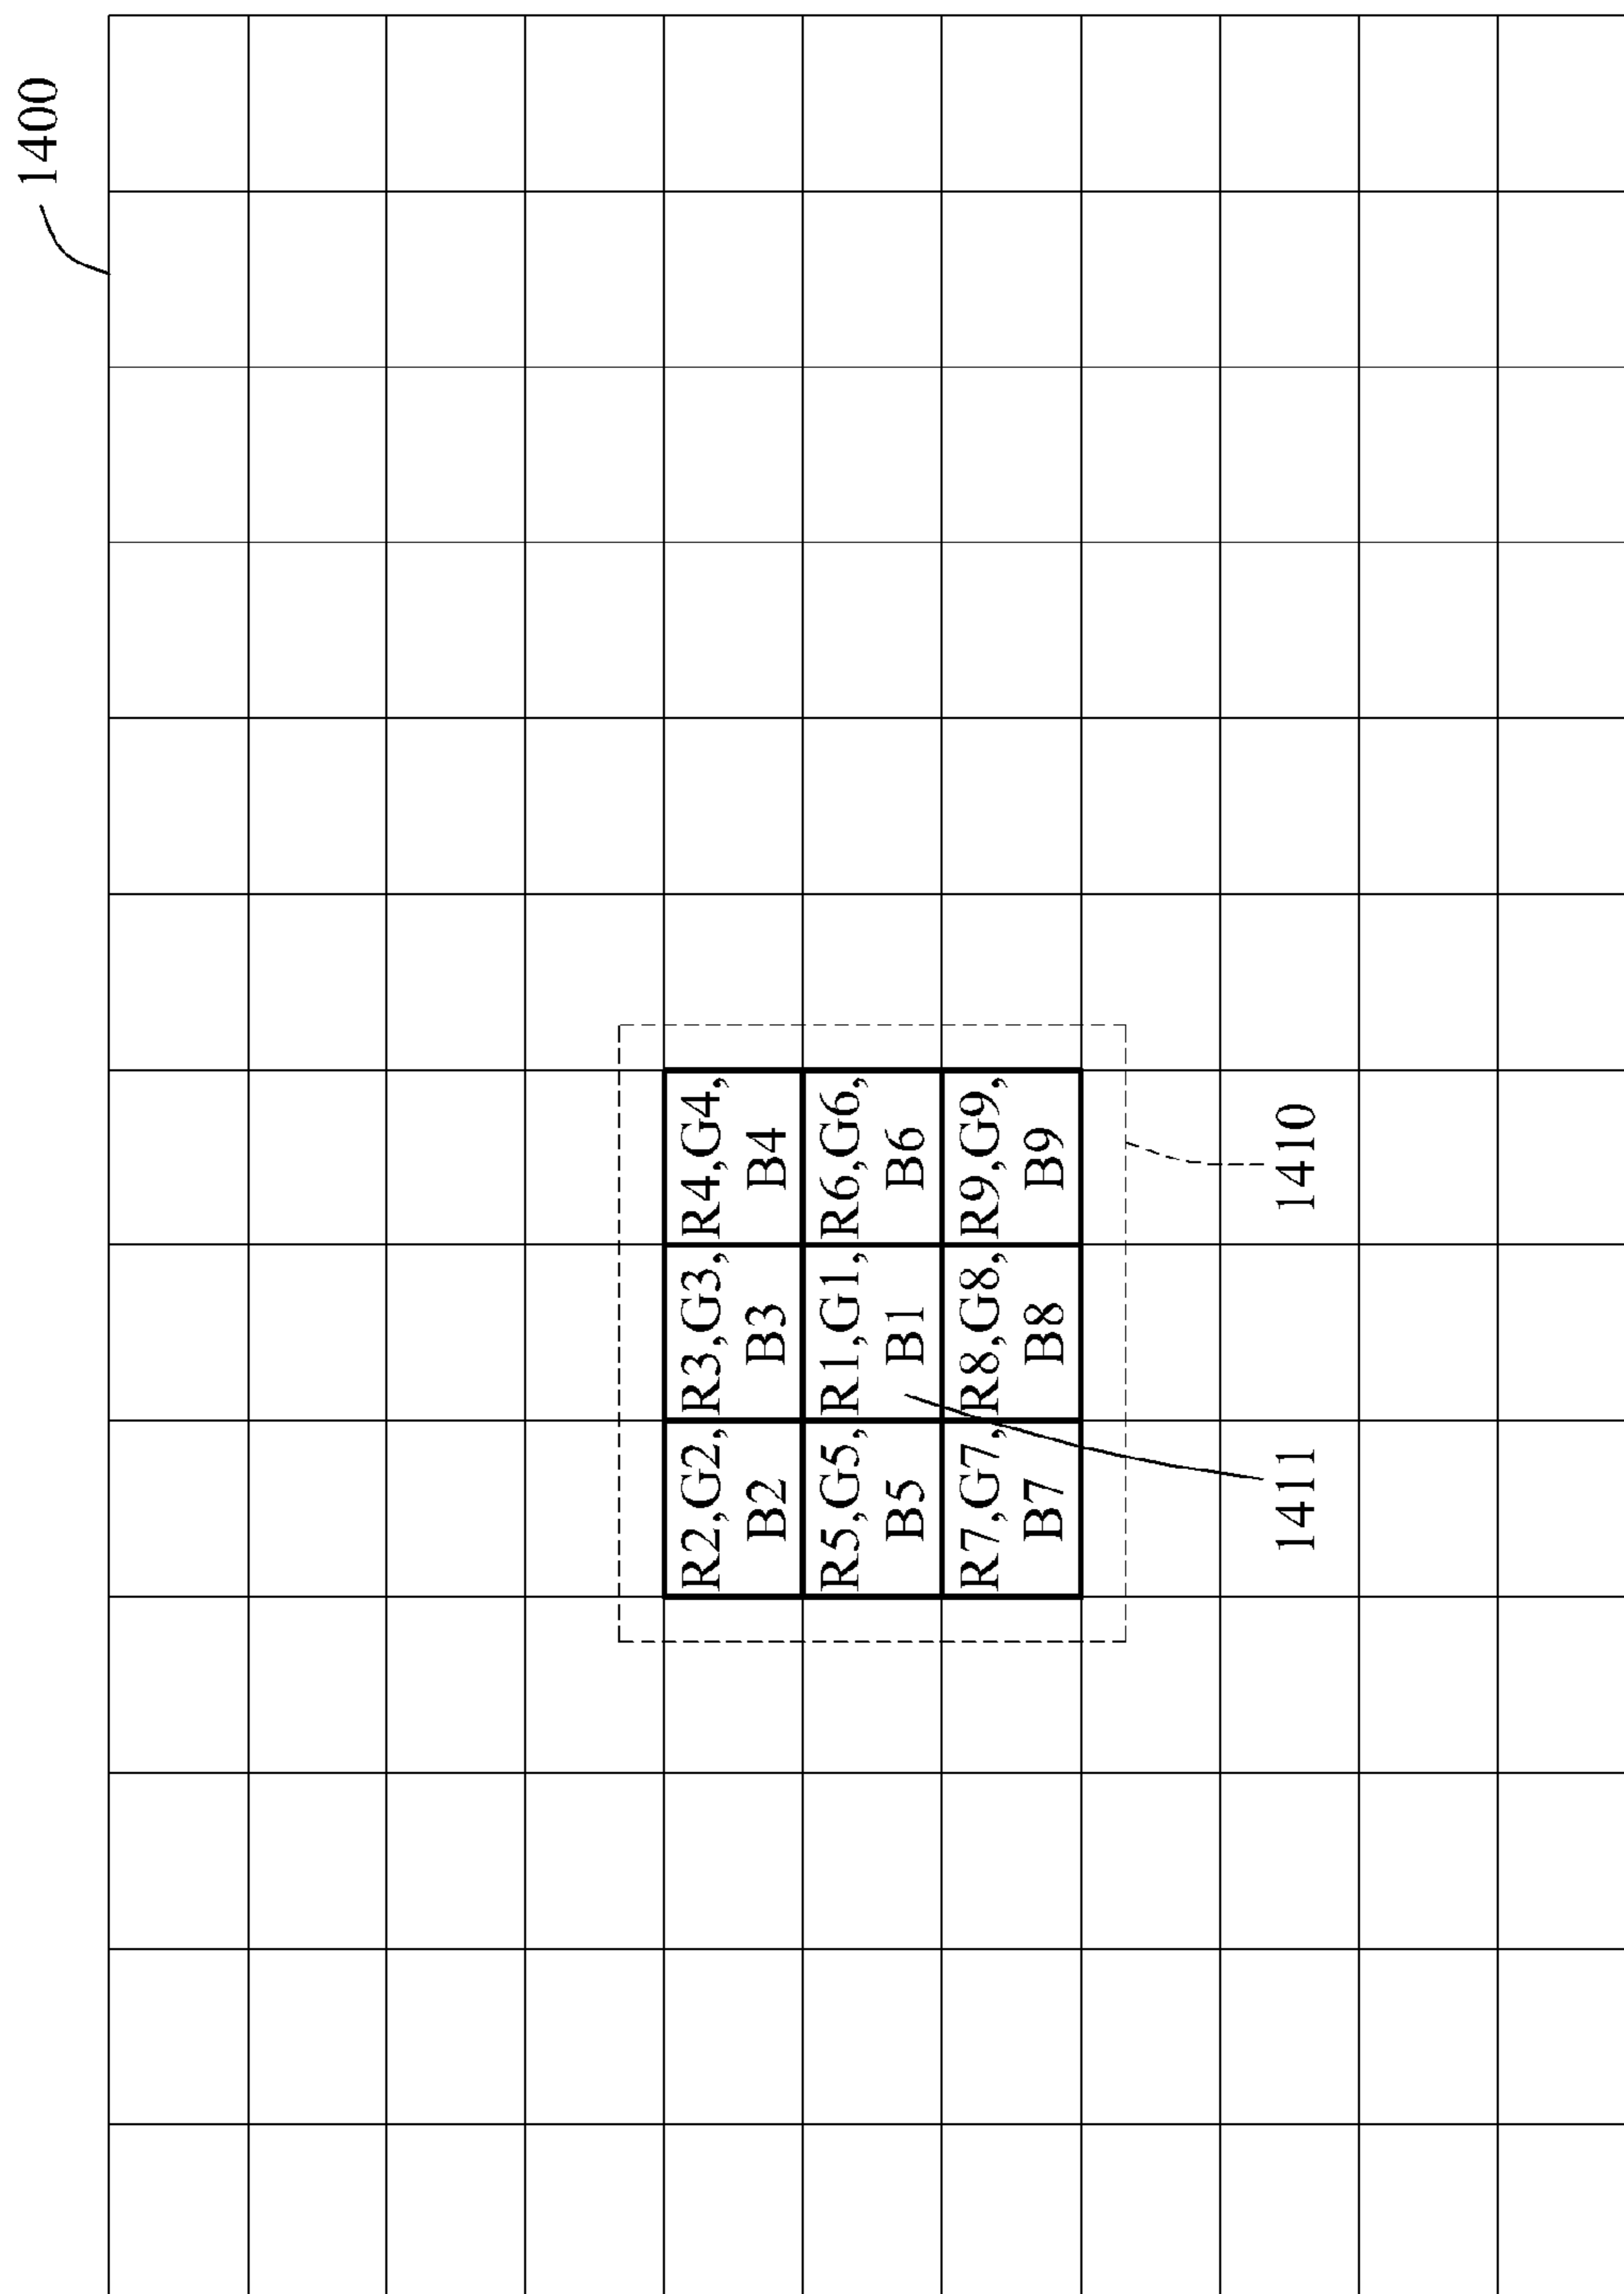 1400
R2,G2,
B2
R3,G3,
B3
R4,G4,
B4
R5,G5,
B5
R1,G1,
B1
R6,G6,
B6
R7,G7,
B7
R8,G8,
B8
R9,G9,
B9
1411
1410